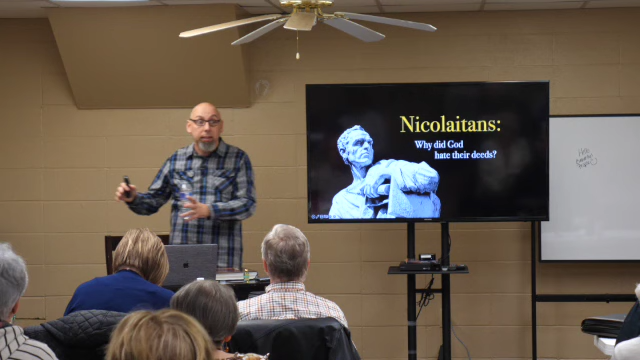 Nicolaitans:
Why did God
hate their deeds?